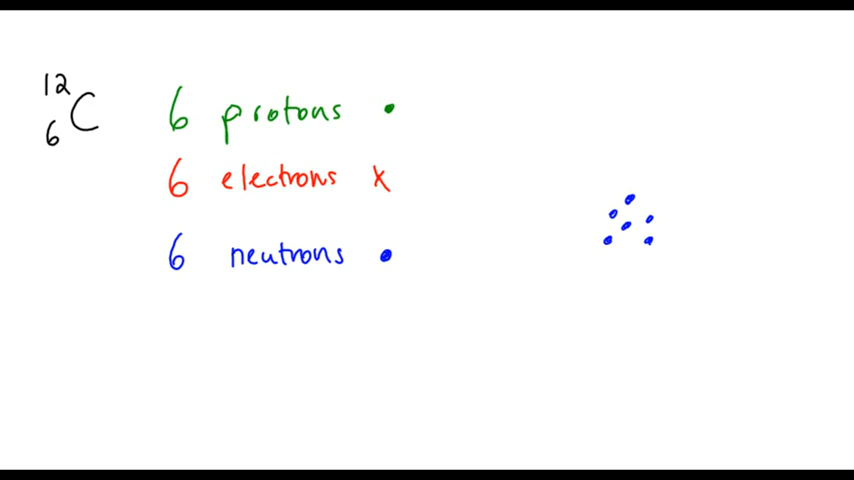 12
6 C
6 protons •
6 electrons x
6 neutrons •